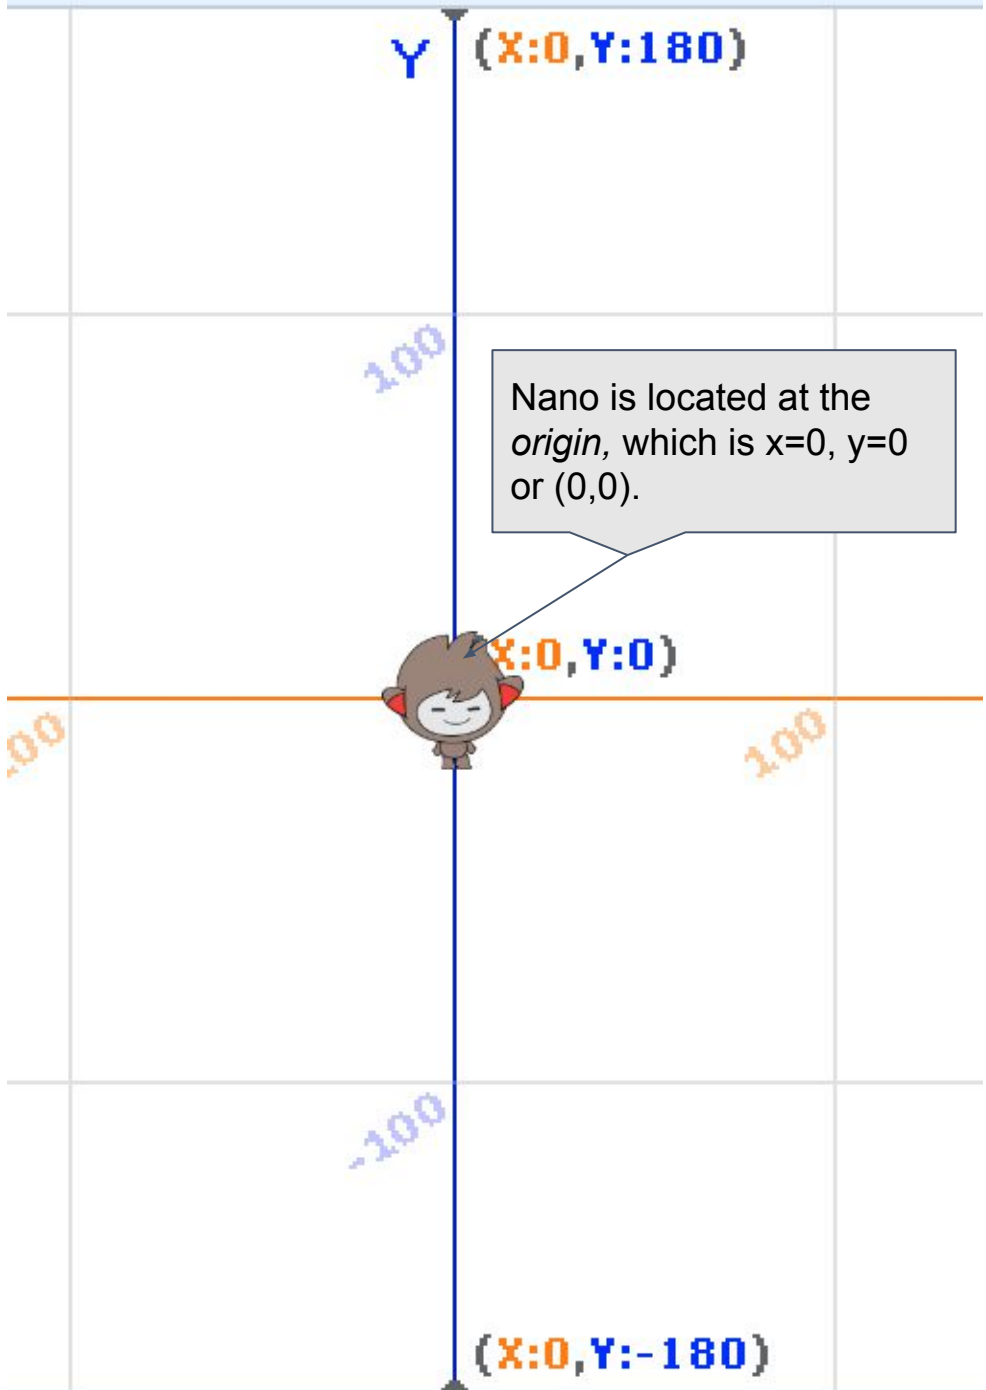 Y (X:0,Y:180)
100
Nano is located at the
origin, which is x=0, y=0
or (0,0).
X:0,Y:0)
00 100
-100
(X:0,Y:-180)